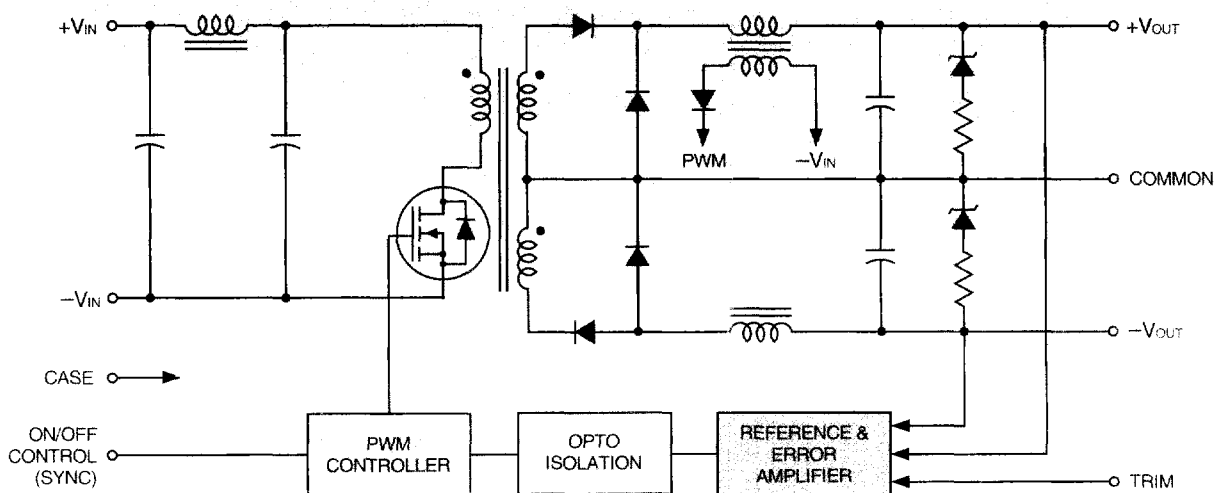 +VIN
+VOUT
PWM
−VIN
COMMON
−VIN
−VOUT
CASE
ON/OFF
CONTROL
(SYNC)
PWM
CONTROLLER
OPTO
ISOLATION
REFERENCE &
ERROR
AMPLIFIER
TRIM